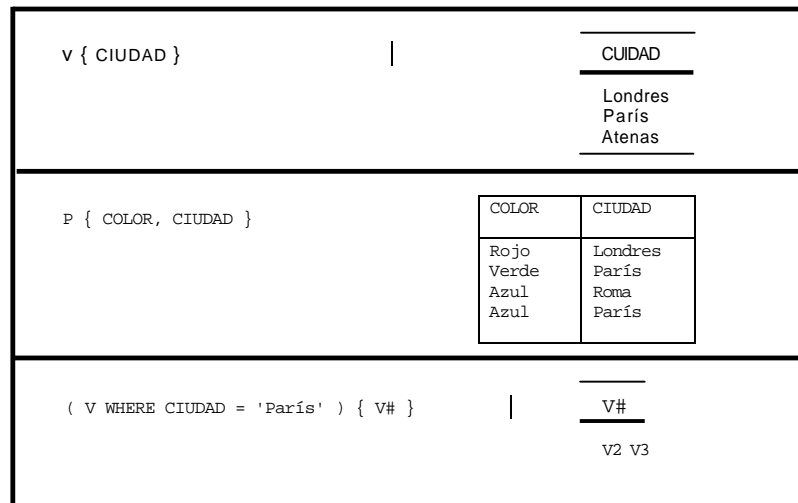 V { CIUDAD }
CUIDAD
Londres
París
Atenas
P { COLOR, CIUDAD }
COLOR CIUDAD
Rojo Londres
Verde París
Azul Roma
Azul París
( V WHERE CIUDAD = 'París' ) { V# }
V#
V2 V3